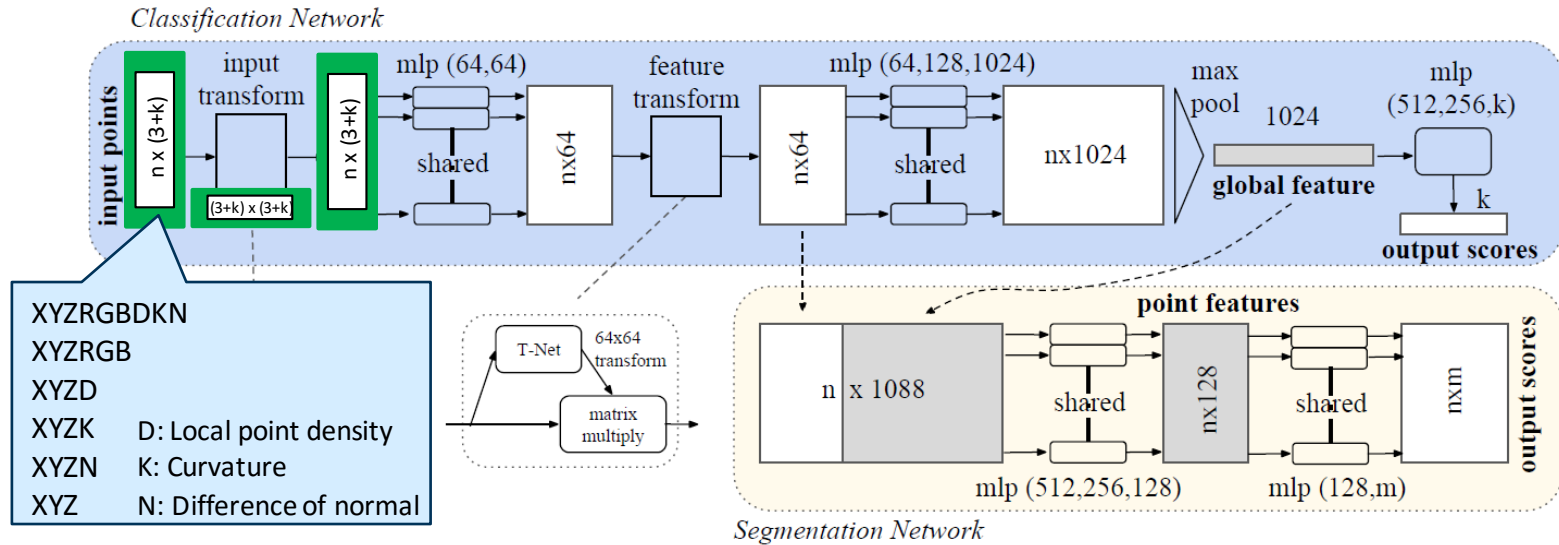 Classification Network
input points
n x (3+k)
input
transform
(3+k) x (3+k)
n x (3+k)
mlp (64,64)
shared
nx64
feature
transform
nx64
mlp (64,128,1024)
shared
nx1024
max
pool
1024
global feature
mlp
(512,256,k)
k
output scores
XYZRGBDKN
XYZRGB
XYZD
XYZK
XYZN
XYZ
D: Local point density
K: Curvature
N: Difference of normal
T-Net
64x64
transform
matrix
multiply
point features
n x 1088
shared
mlp (512,256,128)
nx128
shared
mlp (128,m)
nxm
output scores
Segmentation Network